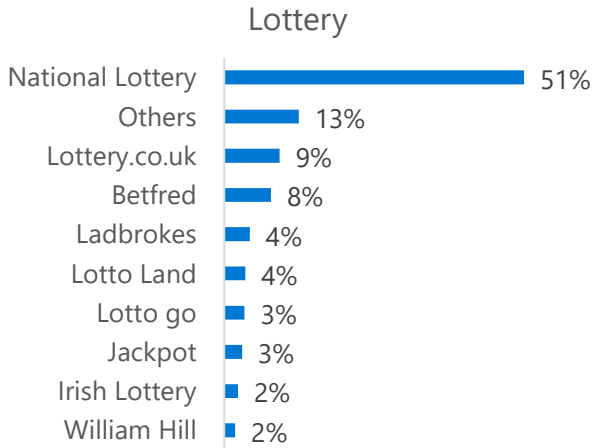 Lottery
National Lottery 51%
Others 13%
Lottery.co.uk 9%
Betfred 8%
Ladbrokes 4%
Lotto Land 4%
Lotto go 3%
Jackpot 3%
Irish Lottery 2%
William Hill 2%